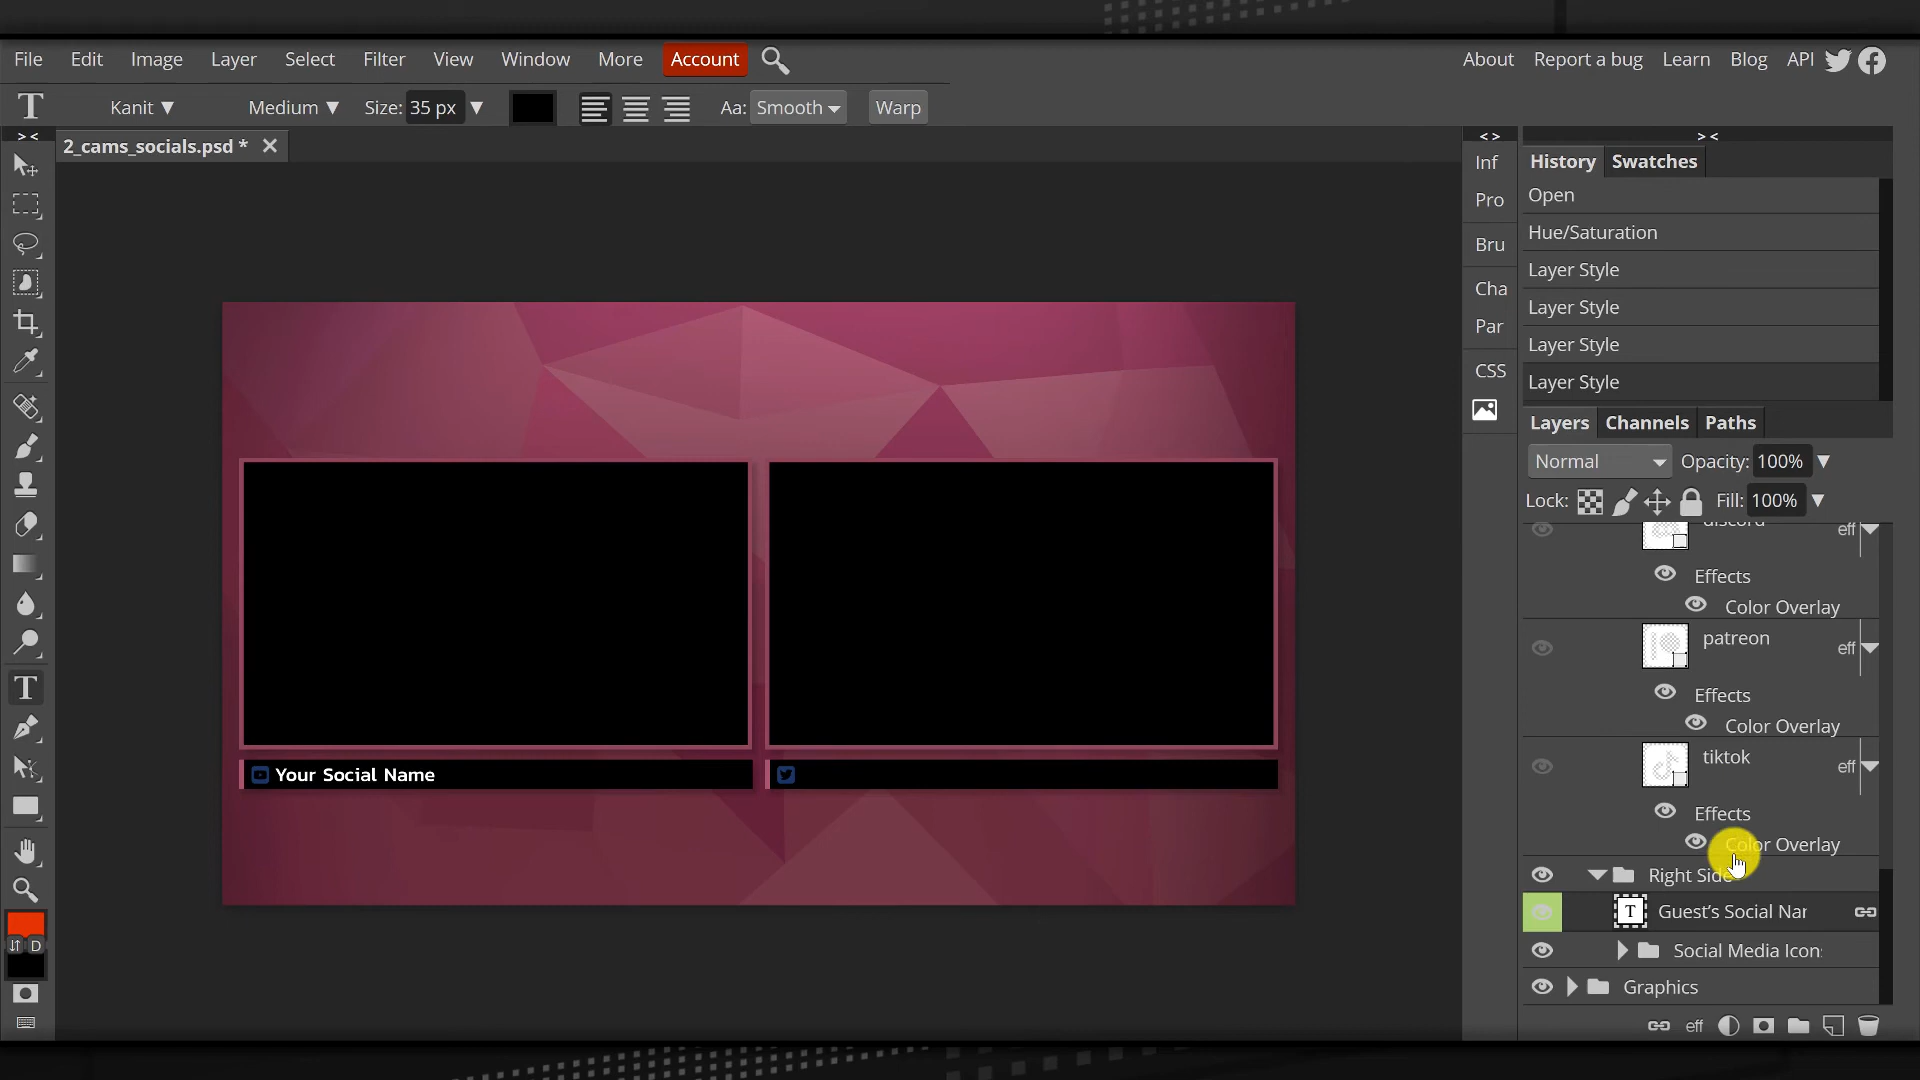 File Edit Image Layer Select Filter View Window More Account
About Report a bug Learn Blog API
T Kanit Medium Size: 35 px Aa: Smooth Warp
2_cams_socials.psd *
> <
< >
> <
Inf
Pro
Bru
Cha
Par
CSS
History Swatches
Open
Hue/Saturation
Layer Style
Layer Style
Layer Style
Layer Style
Layers Channels Paths
Normal Opacity: 100%
Lock: Fill: 100%
discord eff
Effects
Color Overlay
patreon eff
Effects
Color Overlay
tiktok eff
Effects
Color Overlay
Right Side
T Guest's Social Nar
Social Media Icon
Graphics
eff
Your Social Name
T
D